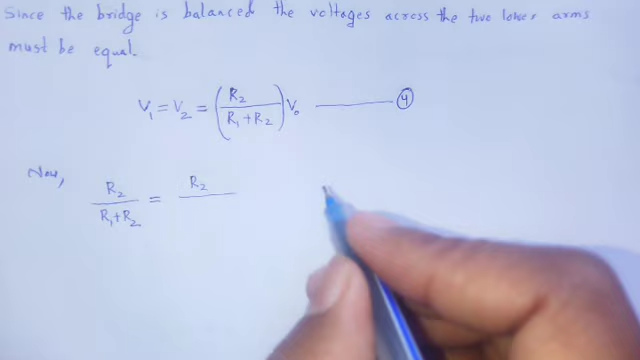 Since the bridge is balanced the voltages across the two lower arms
must be equal.
V₁ = V₂ = (R₂ / (R₁ + R₂)) V₀ ——— ④
Now,
R₂ / (R₁ + R₂) = R₂ /